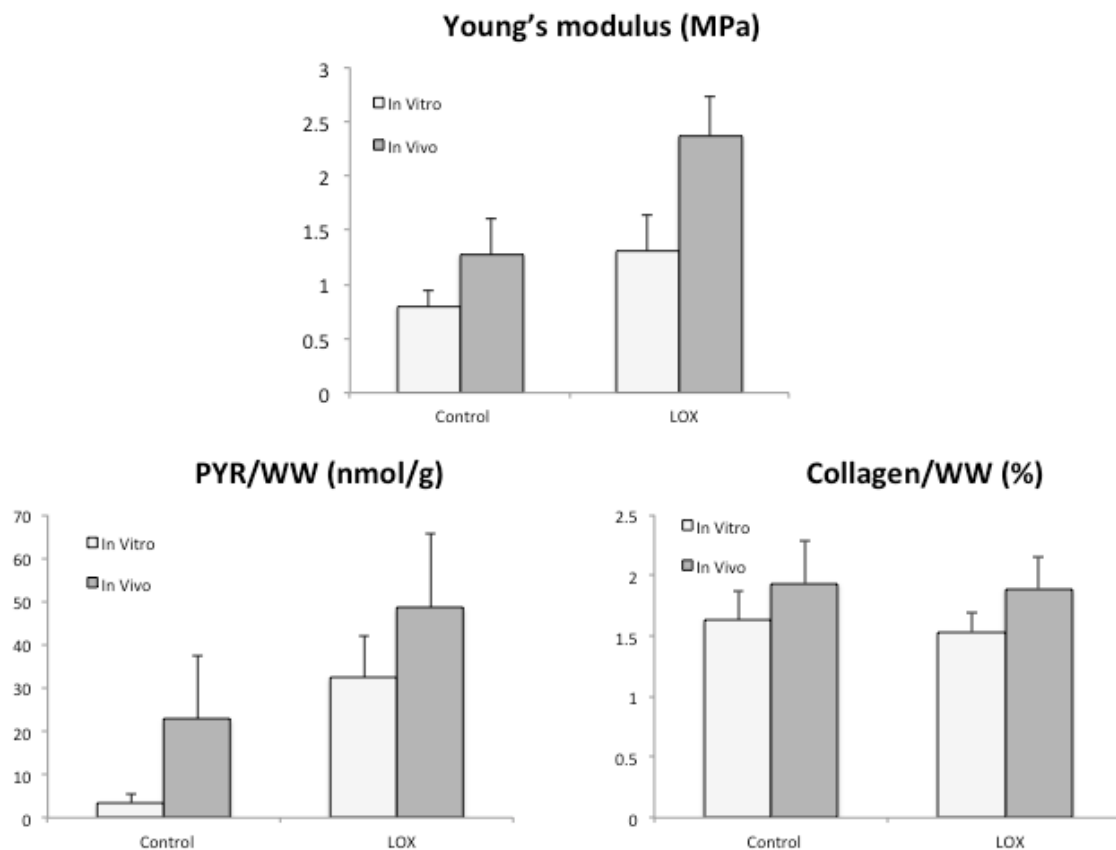 Young's modulus (MPa)
3
2.5
2
1.5
1
0.5
0
In Vitro
In Vivo
Control
LOX
PYR/WW (nmol/g)
70
60
50
40
30
20
10
0
In Vitro
In Vivo
Control
LOX
Collagen/WW (%)
2.5
2
1.5
1
0.5
0
In Vitro
In Vivo
Control
LOX